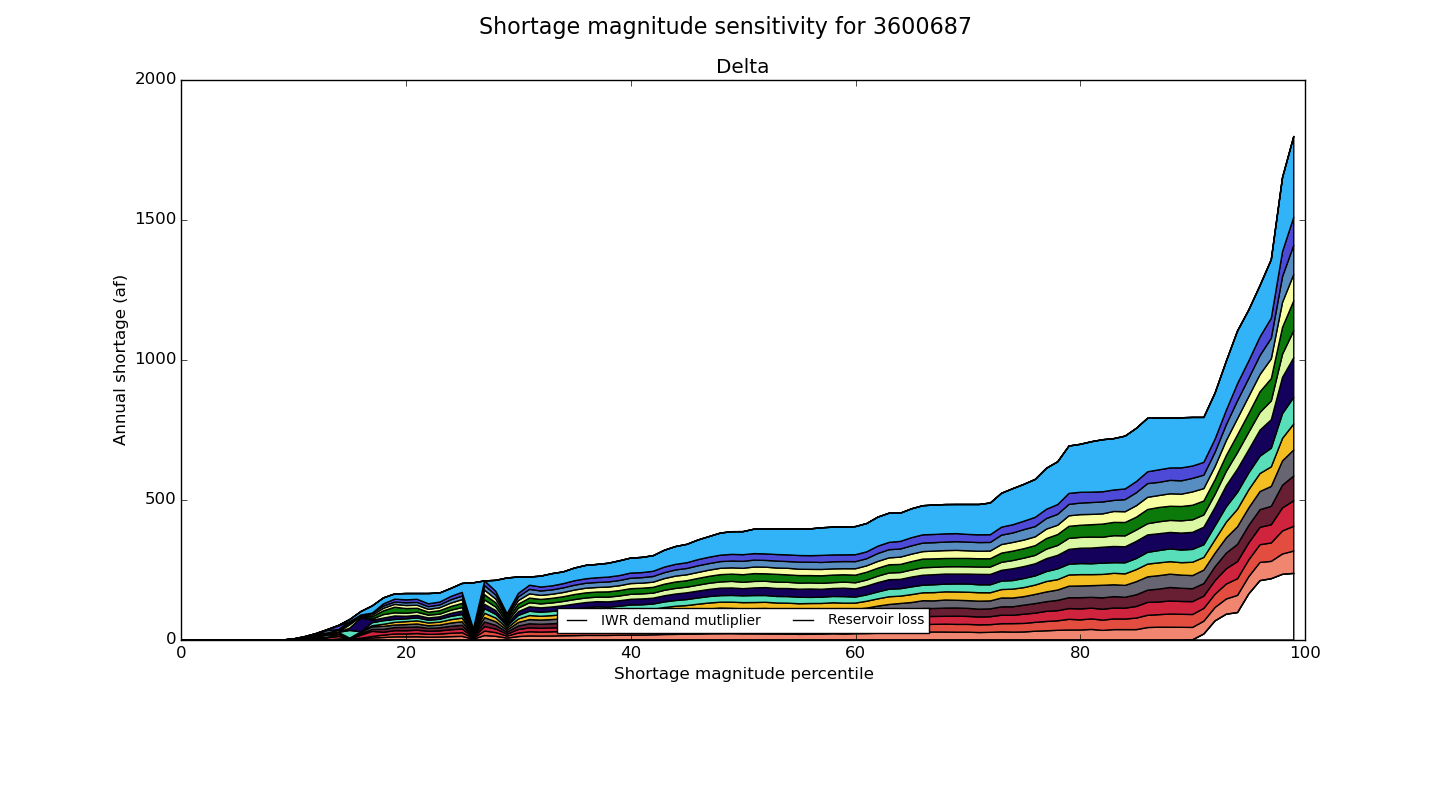 Shortage magnitude sensitivity for 3600687
Delta
2000
1500
1000
500
0
Annual shortage (af)
IWR demand mutliplier
Reservoir loss
0 20 40 60 80 100
Shortage magnitude percentile